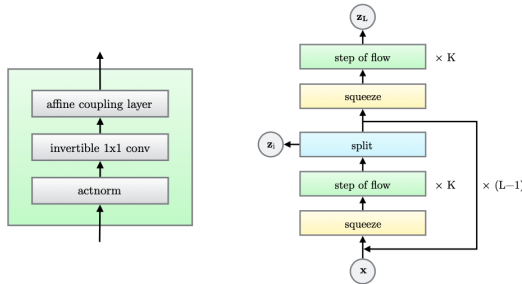 affine coupling layer
invertible 1x1 conv
actnorm
z_L
step of flow × K
squeeze
z_i split
step of flow × K × (L−1)
squeeze
x